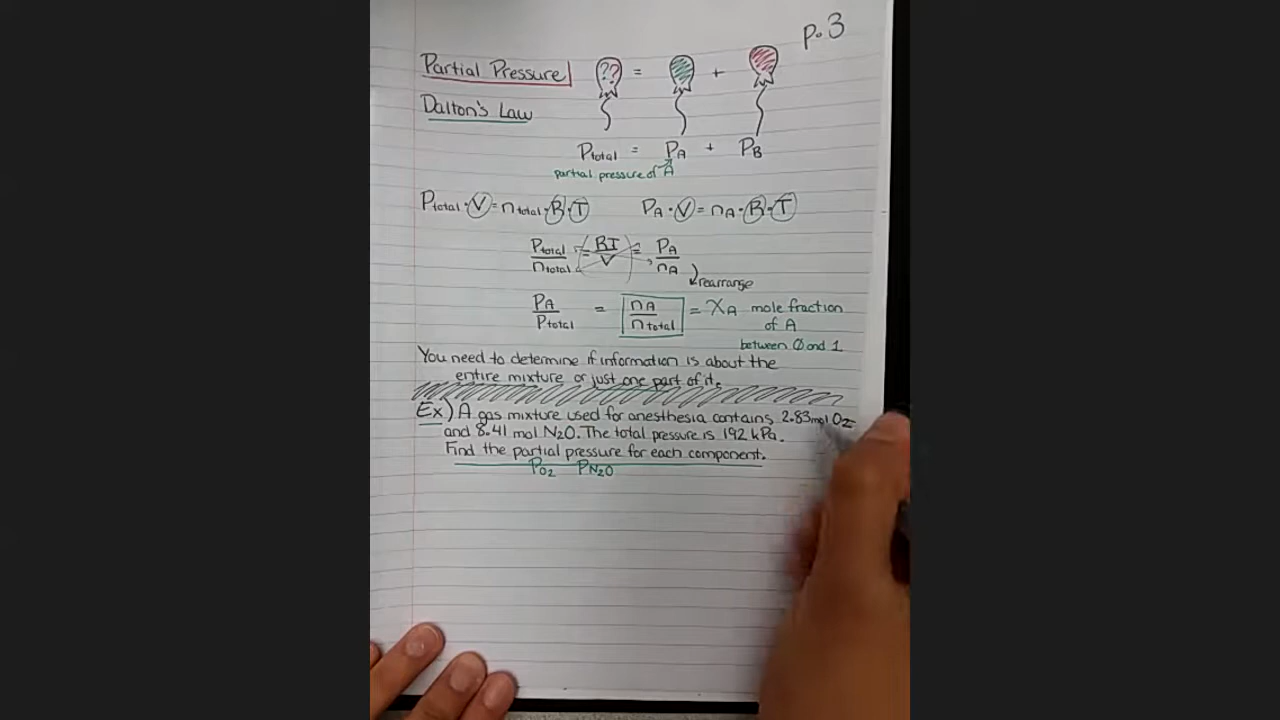 p.3
Partial Pressure
?? = +
Dalton's Law
Ptotal = PA + PB
partial pressure of A
Ptotal·V=ntotal·R·T PA·V=nA·R·T
Ptotal/ntotal = (RT/V) = PA/nA
rearrange
PA/Ptotal = nA/ntotal = XA mole fraction
of A
between 0 and 1
You need to determine if information is about the
entire mixture or just one part of it.
Ex) A gas mixture used for anesthesia contains 2.83mol O2
and 8.41 mol N2O. The total pressure is 192 kPa.
Find the partial pressure for each component.
PO2 PN2O